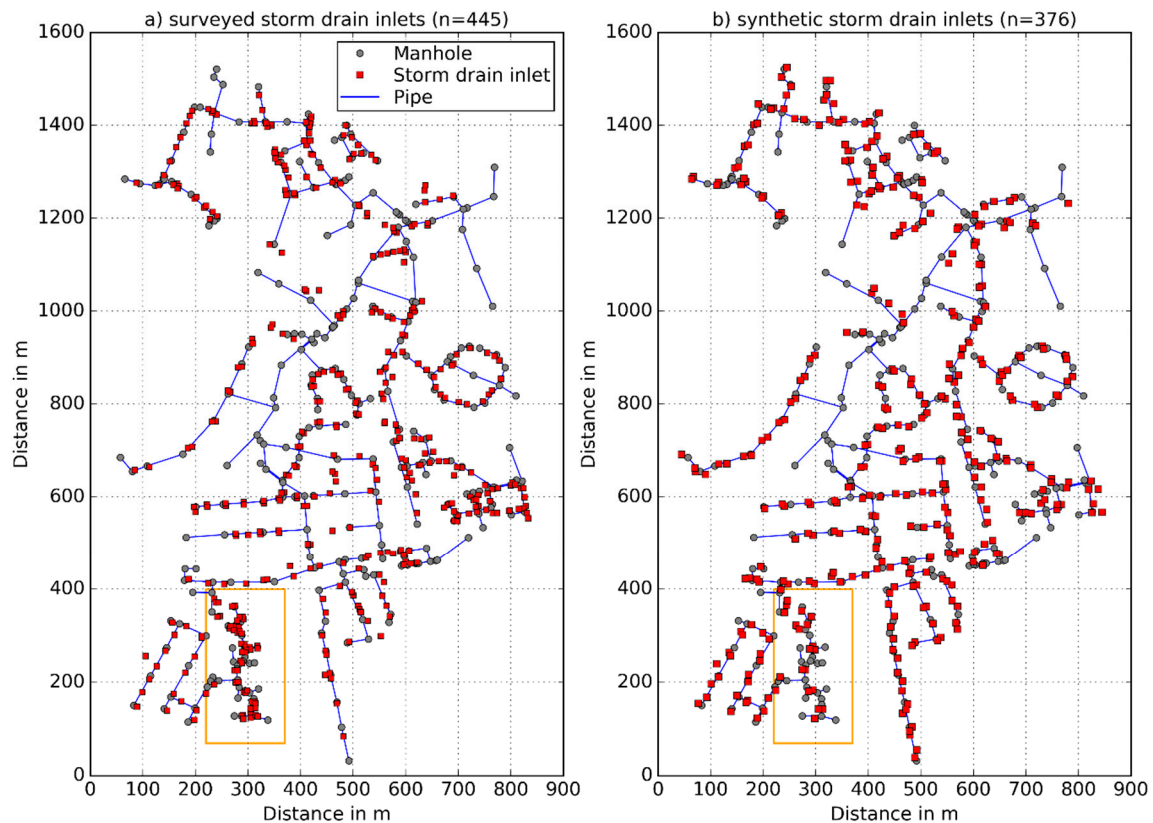 a) surveyed storm drain inlets (n=445)
b) synthetic storm drain inlets (n=376)
Manhole
Storm drain inlet
Pipe
1600
1400
1200
1000
800
600
400
200
0
Distance in m
0 100 200 300 400 500 600 700 800 900
Distance in m
1600
1400
1200
1000
800
600
400
200
0
Distance in m
0 100 200 300 400 500 600 700 800 900
Distance in m